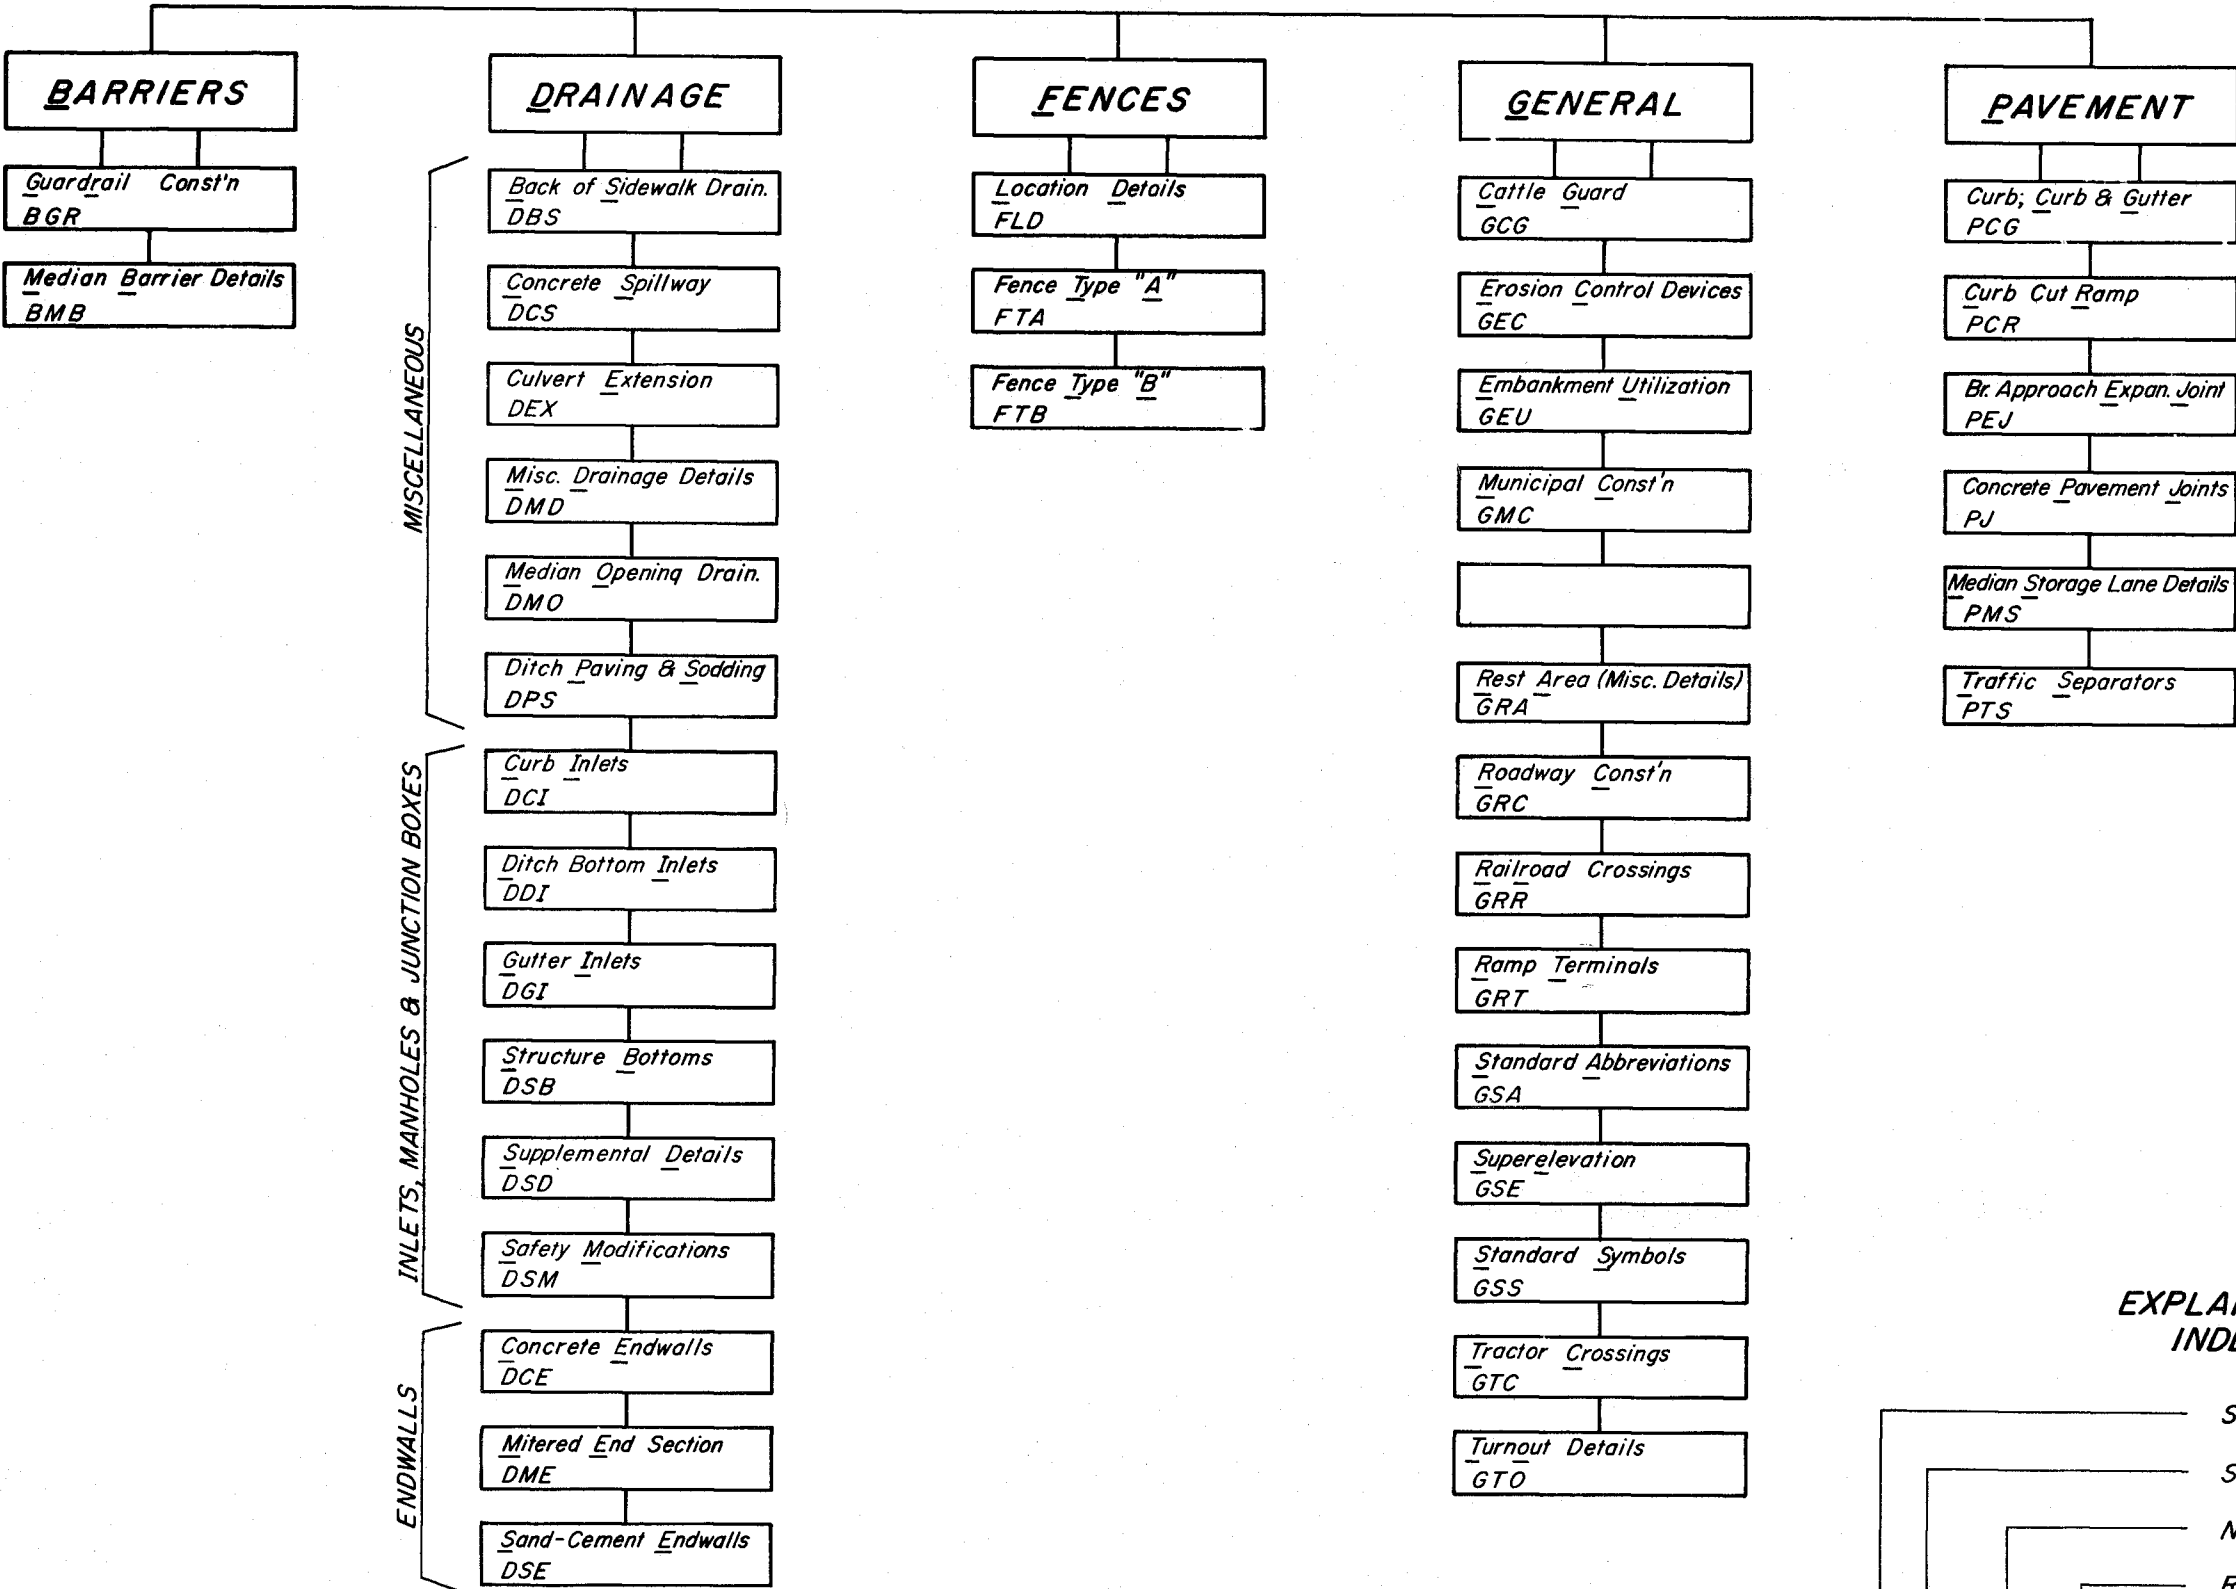 BARRIERS
Guardrail Const'n
BGR
Median Barrier Details
BMB
DRAINAGE
MISCELLANEOUS
Back of Sidewalk Drain.
DBS
Concrete Spillway
DCS
Culvert Extension
DEX
Misc. Drainage Details
DMD
Median Opening Drain.
DMO
Ditch Paving & Sodding
DPS
INLETS, MANHOLES & JUNCTION BOXES
Curb Inlets
DCI
Ditch Bottom Inlets
DDI
Gutter Inlets
DGI
Structure Bottoms
DSB
Supplemental Details
DSD
Safety Modifications
DSM
ENDWALLS
Concrete Endwalls
DCE
Mitered End Section
DME
Sand-Cement Endwalls
DSE
FENCES
Location Details
FLD
Fence Type "A"
FTA
Fence Type "B"
FTB
GENERAL
Cattle Guard
GCG
Erosion Control Devices
GEC
Embankment Utilization
GEU
Municipal Const'n
GMC
Rest Area (Misc. Details)
GRA
Roadway Const'n
GRC
Railroad Crossings
GRR
Ramp Terminals
GRT
Standard Abbreviations
GSA
Superelevation
GSE
Standard Symbols
GSS
Tractor Crossings
GTC
Turnout Details
GTO
PAVEMENT
Curb; Curb & Gutter
PCG
Curb Cut Ramp
PCR
Br. Approach Expan. Joint
PEJ
Concrete Pavement Joints
PJ
Median Storage Lane Details
PMS
Traffic Separators
PTS